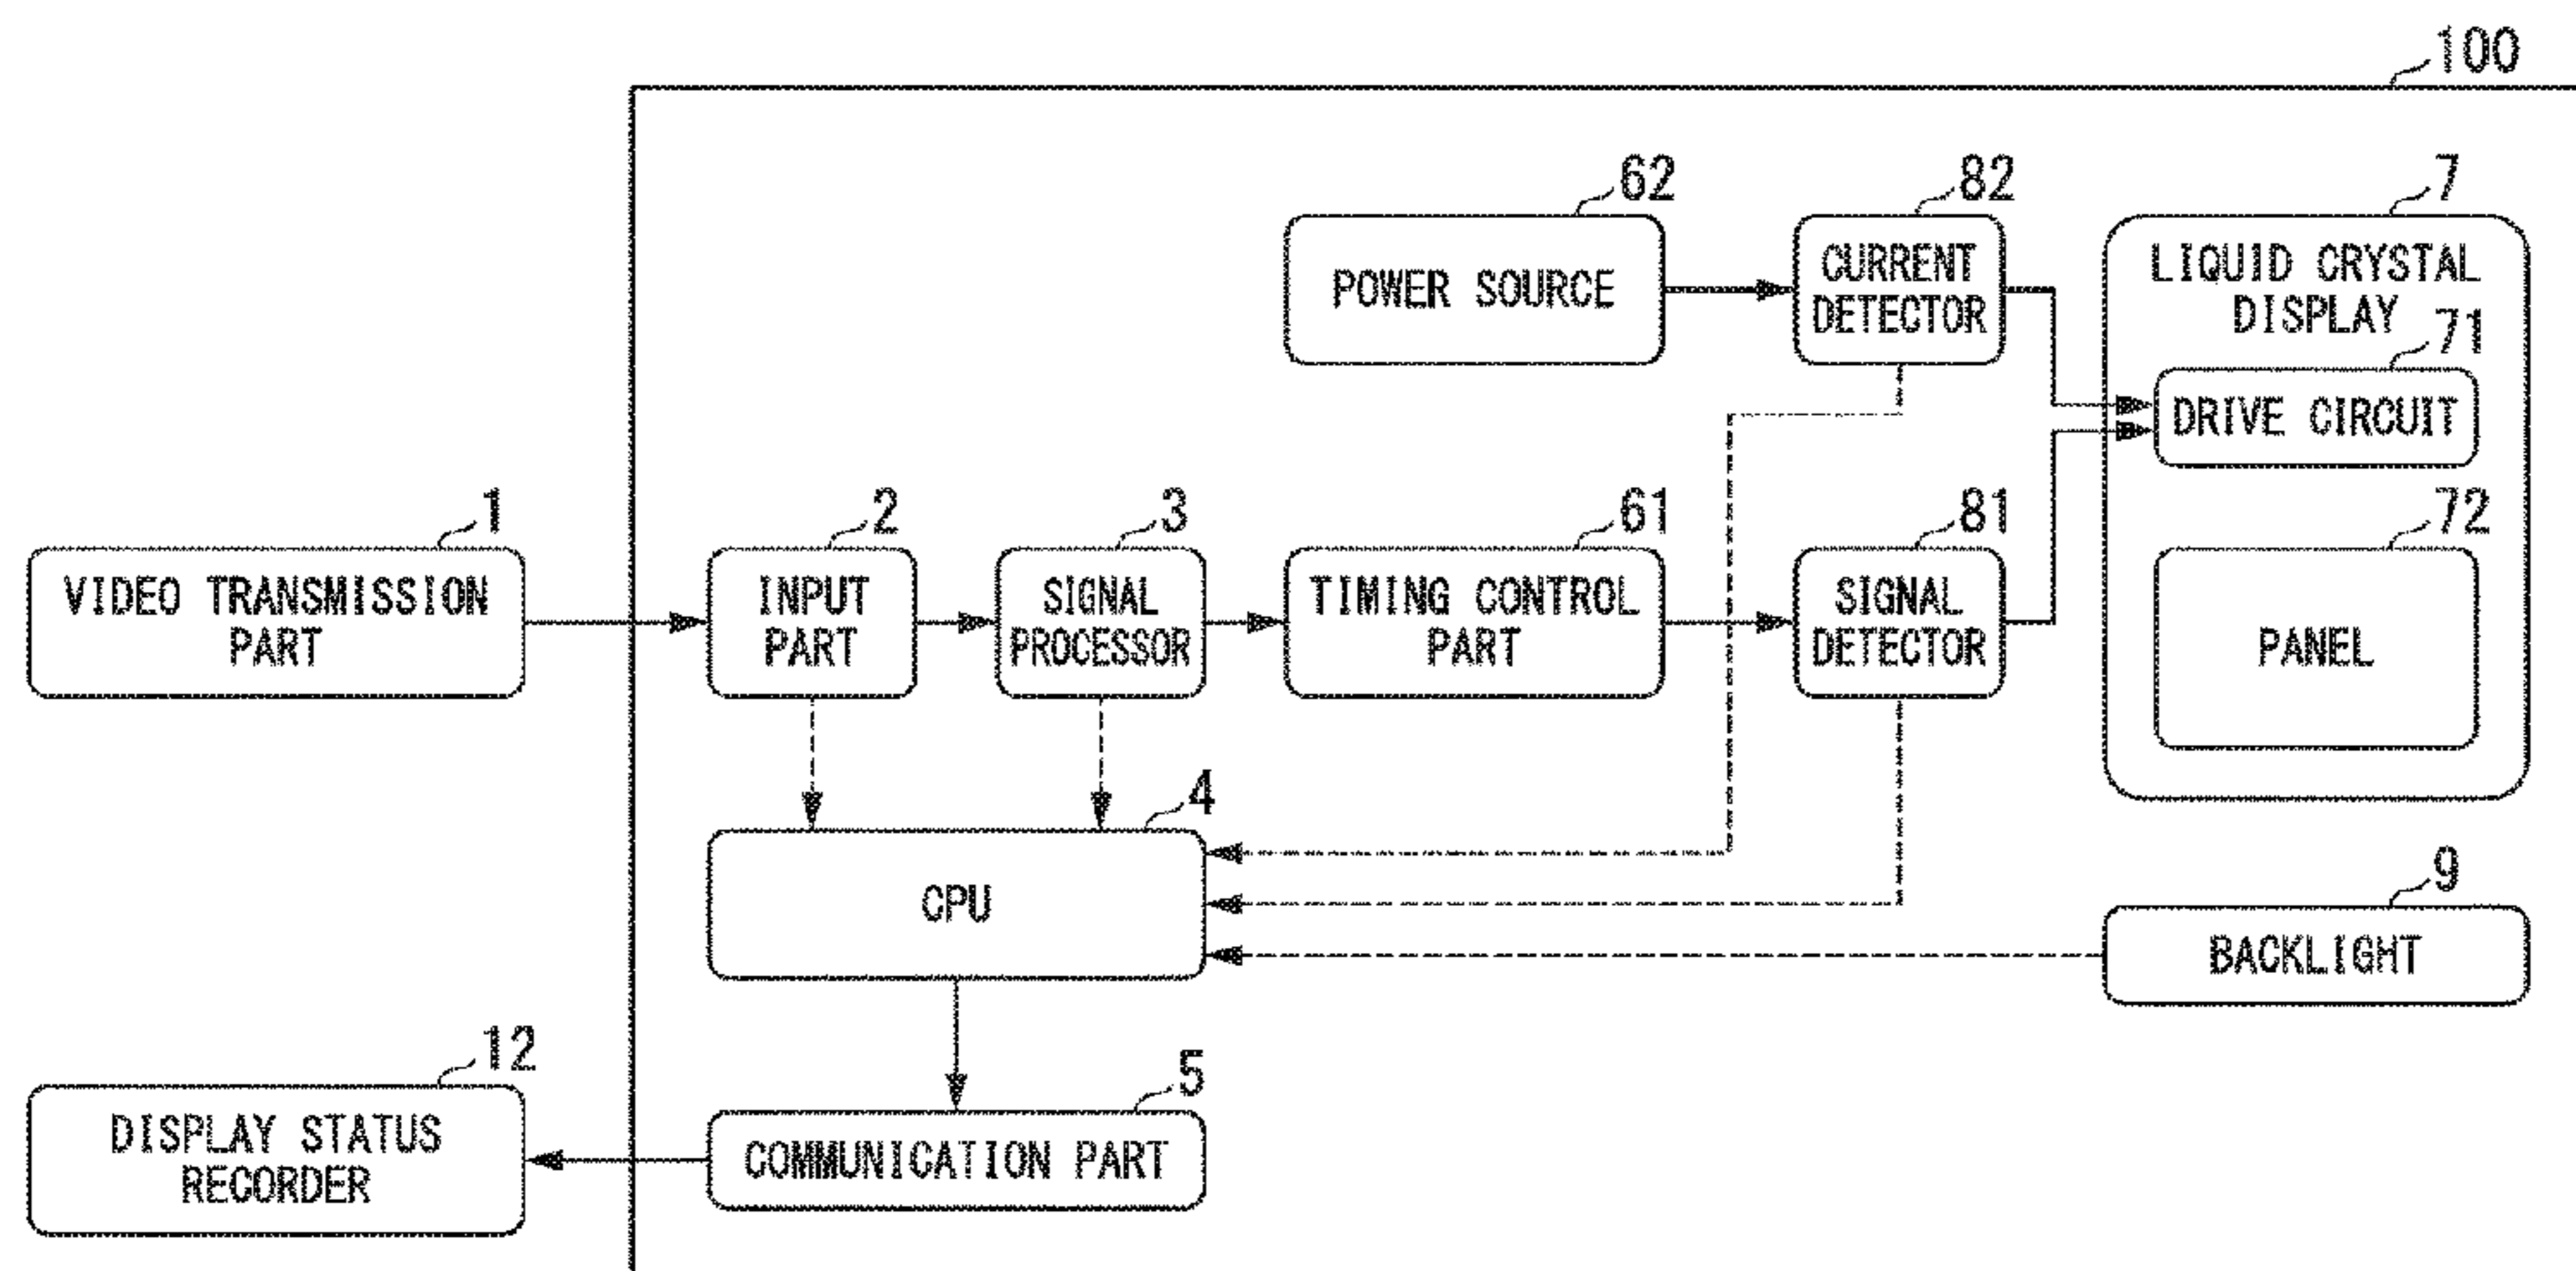 100
62
82
7
POWER SOURCE
CURRENT
DETECTOR
LIQUID CRYSTAL
DISPLAY
71
DRIVE CIRCUIT
1
2
3
61
81
72
VIDEO TRANSMISSION
PART
INPUT
PART
SIGNAL
PROCESSOR
TIMING CONTROL
PART
SIGNAL
DETECTOR
PANEL
4
CPU
9
BACKLIGHT
12
DISPLAY STATUS
RECORDER
5
COMMUNICATION PART